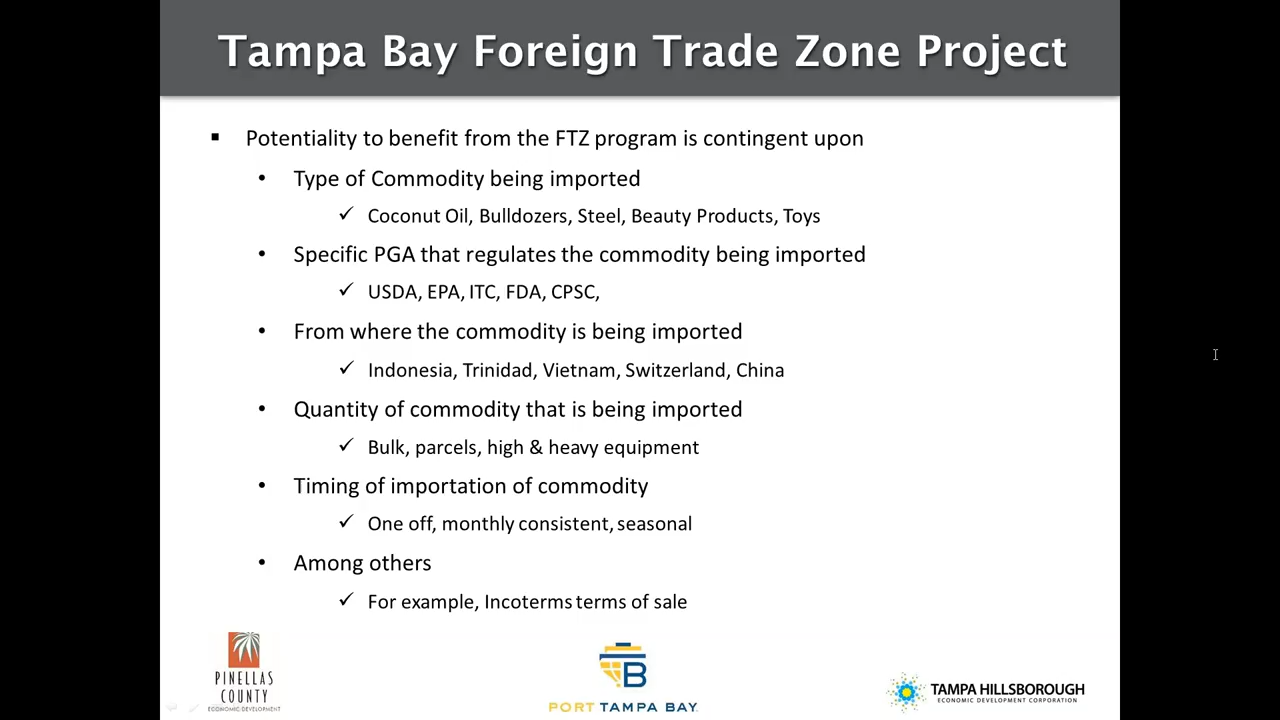 Tampa Bay Foreign Trade Zone Project
▪ Potentiality to benefit from the FTZ program is contingent upon
• Type of Commodity being imported
✓ Coconut Oil, Bulldozers, Steel, Beauty Products, Toys
• Specific PGA that regulates the commodity being imported
✓ USDA, EPA, ITC, FDA, CPSC,
• From where the commodity is being imported
✓ Indonesia, Trinidad, Vietnam, Switzerland, China
• Quantity of commodity that is being imported
✓ Bulk, parcels, high & heavy equipment
• Timing of importation of commodity
✓ One off, monthly consistent, seasonal
• Among others
✓ For example, Incoterms terms of sale
PINELLAS
COUNTY
ECONOMIC DEVELOPMENT
B
PORT TAMPA BAY
TAMPA HILLSBOROUGH
ECONOMIC DEVELOPMENT CORPORATION